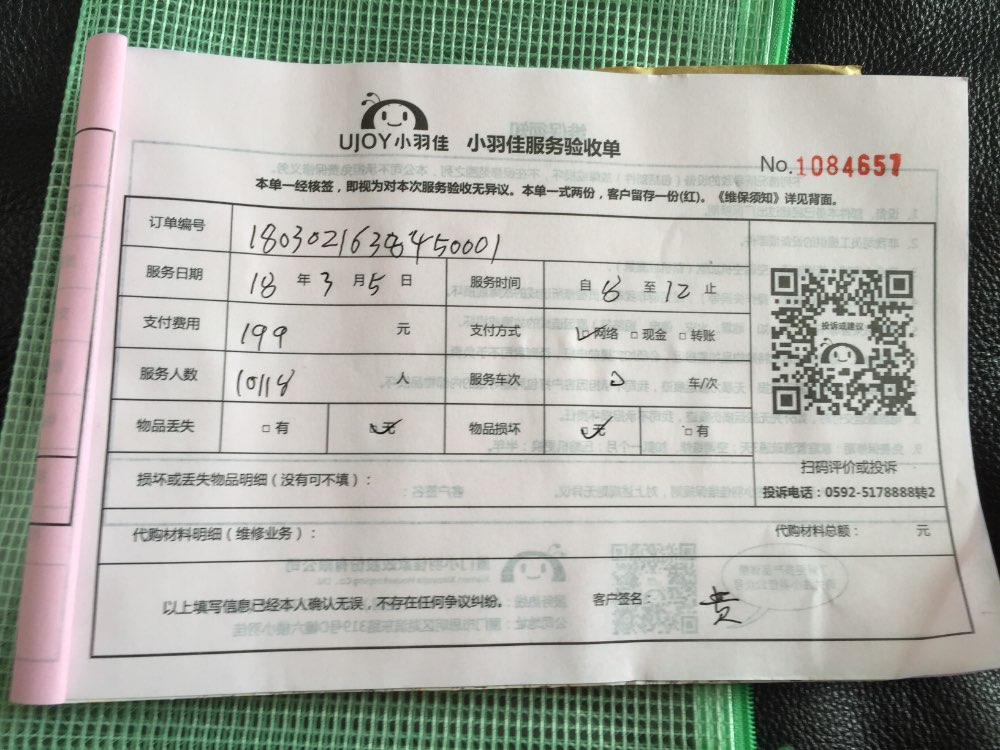 UJOY小羽佳 小羽佳服务验收单
No.1084657
本单一经核签，即视为对本次服务验收无异议。本单一式两份，客户留存一份(红)。《维保须知》详见背面。
订单编号
服务日期 18 年 3 月 5 日 服务时间 自 8 至 12 止
支付费用 199 元 支付方式 网络 □ 现金 □ 转账
服务人数 10118 人 服务车次 车/次
物品丢失 □ 有 无 物品损坏 无 □ 有
投诉或建议
扫码评价或投诉
投诉电话：0592-5178888转2
损坏或丢失物品明细（没有可不填）：
代购材料明细（维修业务）： 代购材料总额： 元
以上填写信息已经本人确认无误，不存在任何争议纠纷。 客户签名： 黄